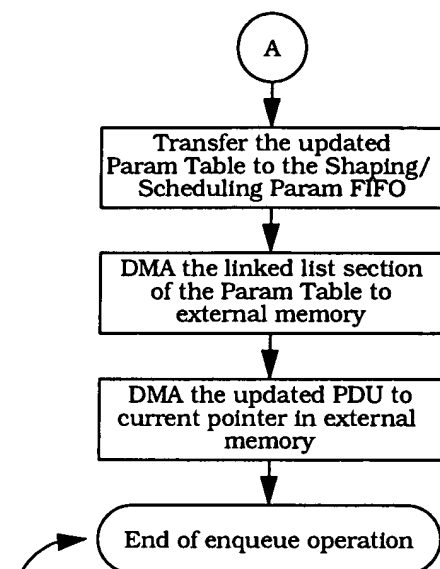 A
Transfer the updated
Param Table to the Shaping/
Scheduling Param FIFO
DMA the linked list section
of the Param Table to
external memory
DMA the updated PDU to
current pointer in external
memory
End of enqueue operation